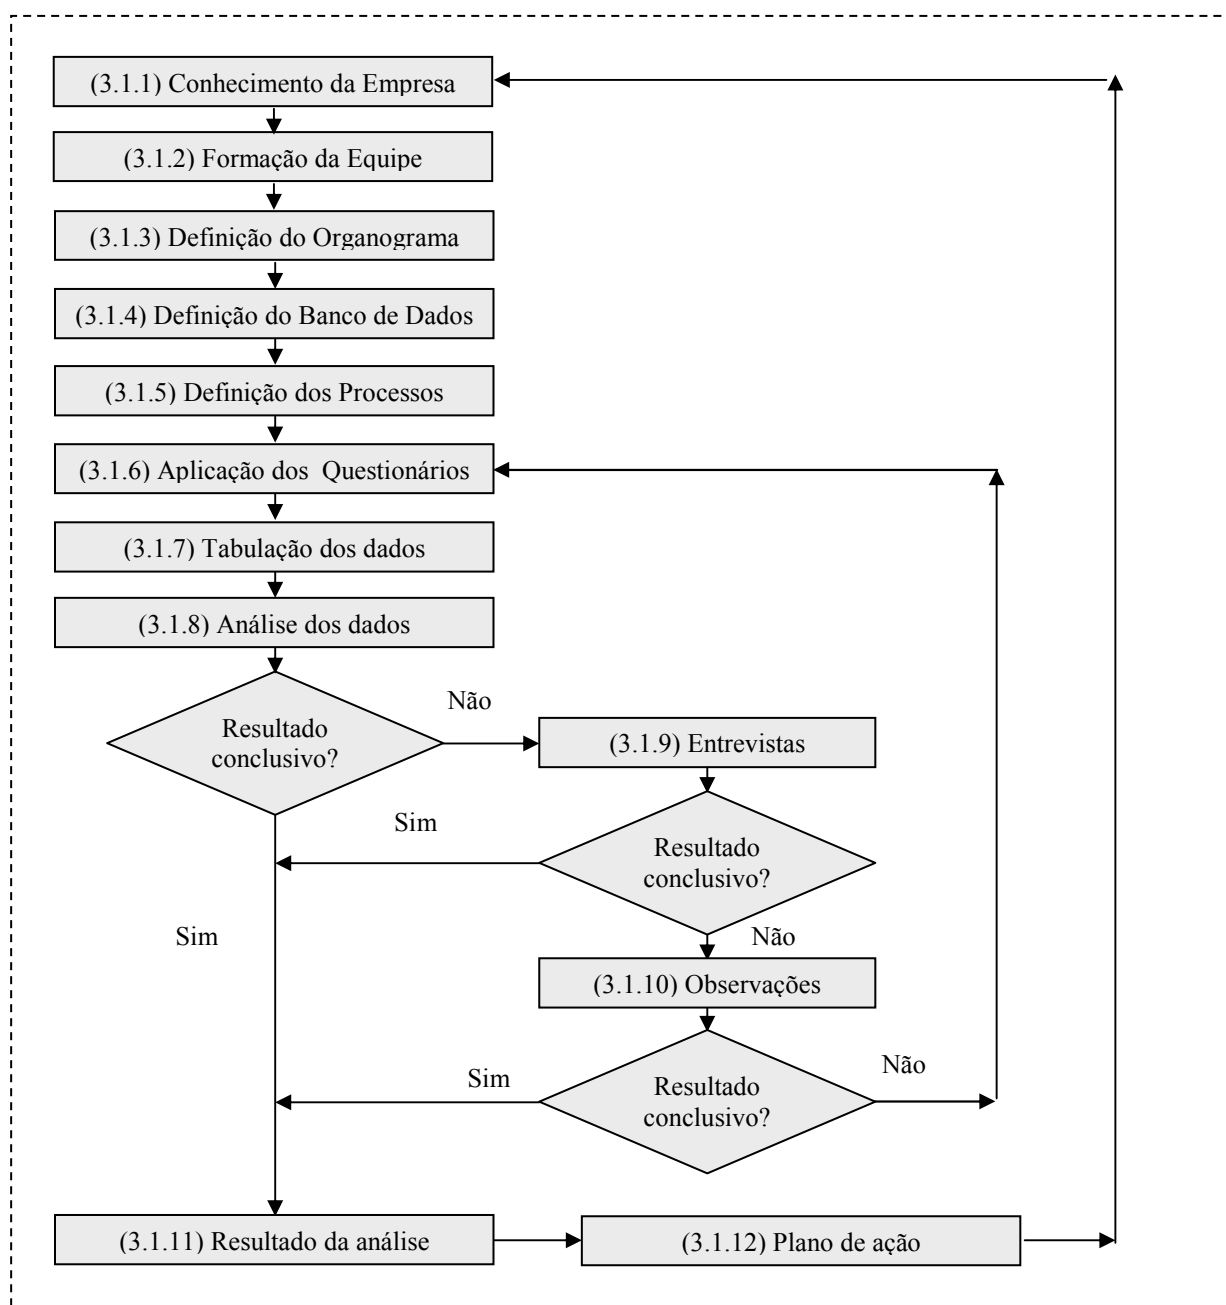 (3.1.1) Conhecimento da Empresa
(3.1.2) Formação da Equipe
(3.1.3) Definição do Organograma
(3.1.4) Definição do Banco de Dados
(3.1.5) Definição dos Processos
(3.1.6) Aplicação dos  Questionários
(3.1.7) Tabulação dos dados
(3.1.8) Análise dos dados
Resultado
conclusivo?
Não
(3.1.9) Entrevistas
Sim
Resultado
conclusivo?
Sim
Não
(3.1.10) Observações
Sim
Resultado
conclusivo?
Não
(3.1.11) Resultado da análise
(3.1.12) Plano de ação